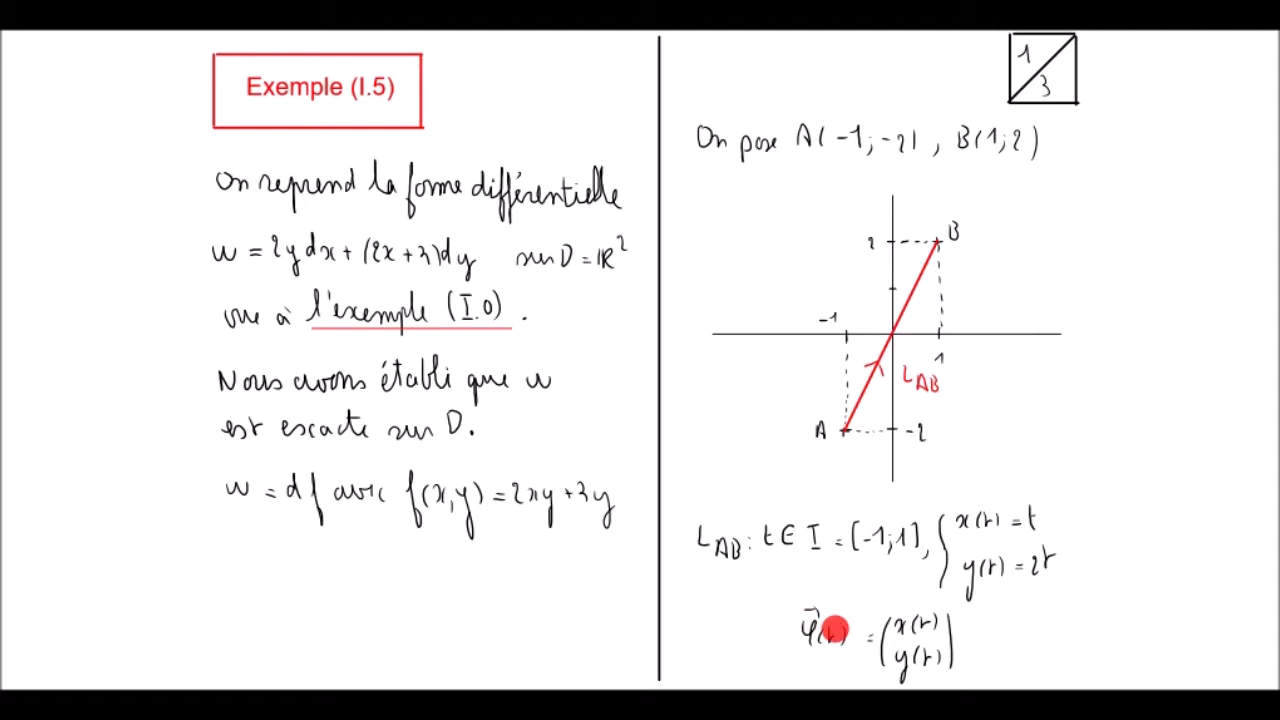 Exemple (I.5)
On reprend la forme différentielle
w = 2y dx + (2x + 3) dy sur D = IR²
vue à l'exemple (I.0) .
Nous avons établi que w
est exacte sur D.
w = df avec f(x,y) = 2xy + 3y
1
3
On pose A(-1;-2) , B(1;2)
2
B
-1
1
L_AB
A
-2
L_AB : t ∈ I = [-1;1], { x(t) = t
y(t) = 2t
φ⃗(t) = ( x(t)
y(t) )